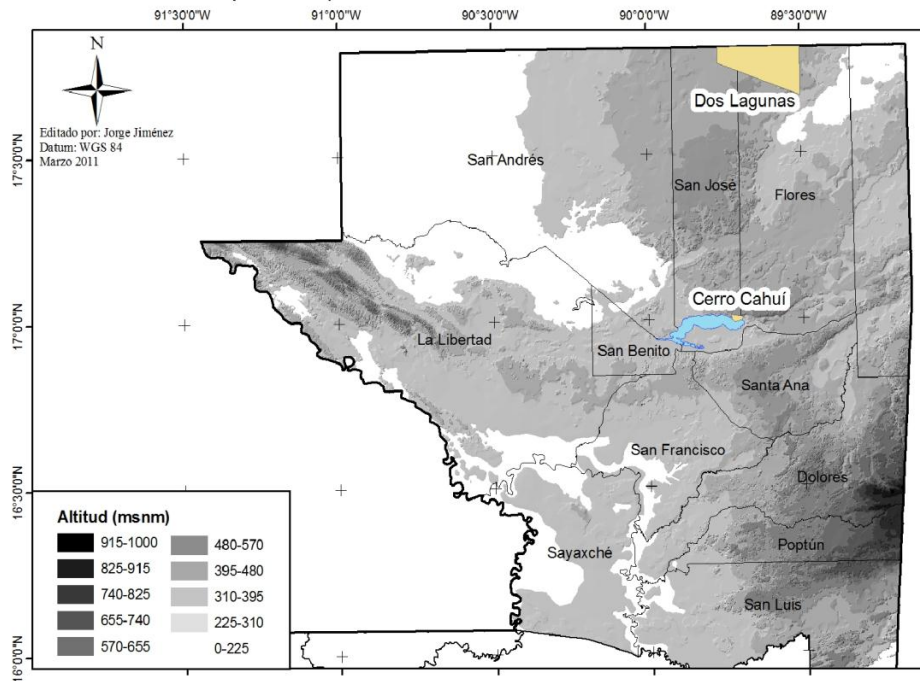 91°30'0"W 91°0'0"W 90°30'0"W 90°0'0"W 89°30'0"W
N
Editado por: Jorge Jiménez
Datum: WGS 84
Marzo 2011
17°30'0"N
17°0'0"N
16°30'0"N
16°0'0"N
Dos Lagunas
San Andrés
San José
Flores
Cerro Cahuí
La Libertad
San Benito
Santa Ana
San Francisco
Dolores
Sayaxché
Poptún
San Luis
Altitud (msnm)
915-1000 480-570
825-915 395-480
740-825 310-395
655-740 225-310
570-655 0-225